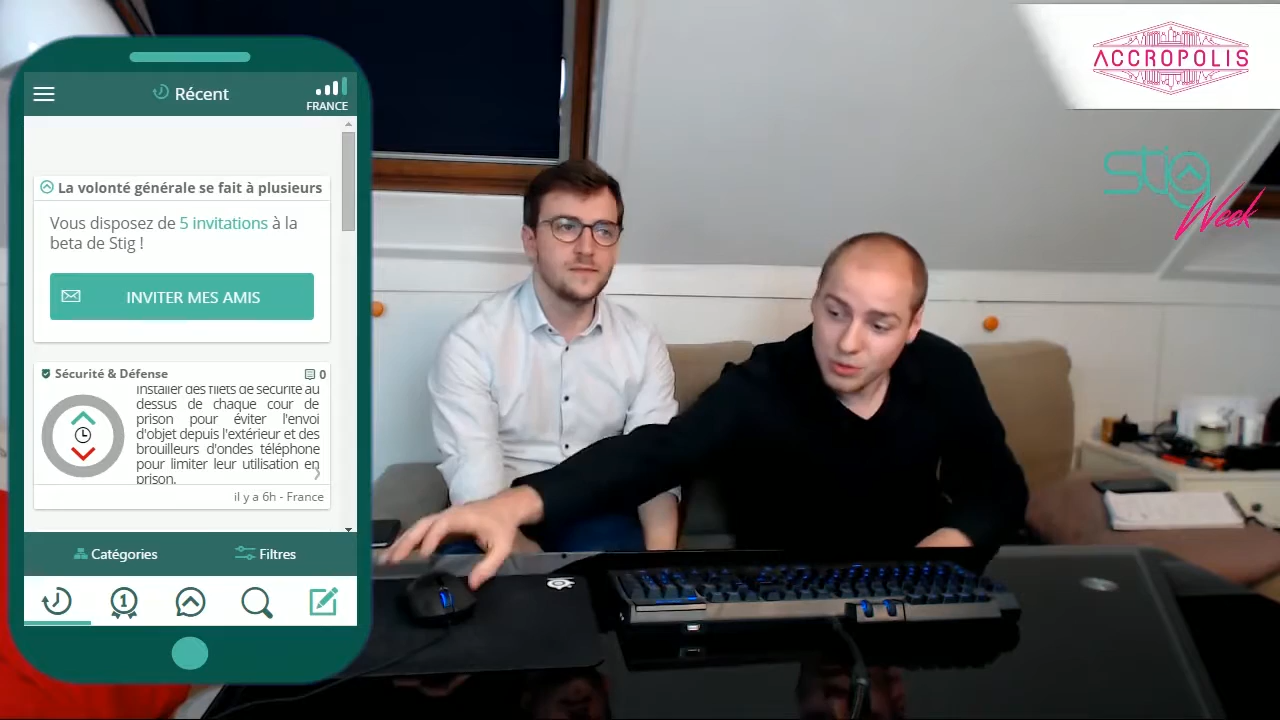 Récent
FRANCE
La volonté générale se fait à plusieurs
Vous disposez de 5 invitations à la
beta de Stig !
INVITER MES AMIS
Sécurité & Défense
0
Installer des filets de sécurité au
dessus de chaque cour de
prison pour éviter l'envoi
d'objet depuis l'extérieur et des
brouilleurs d'ondes téléphone
pour limiter leur utilisation en
prison.
il y a 6h - France
Catégories
Filtres
1
ACCROPOLIS
stig
Week